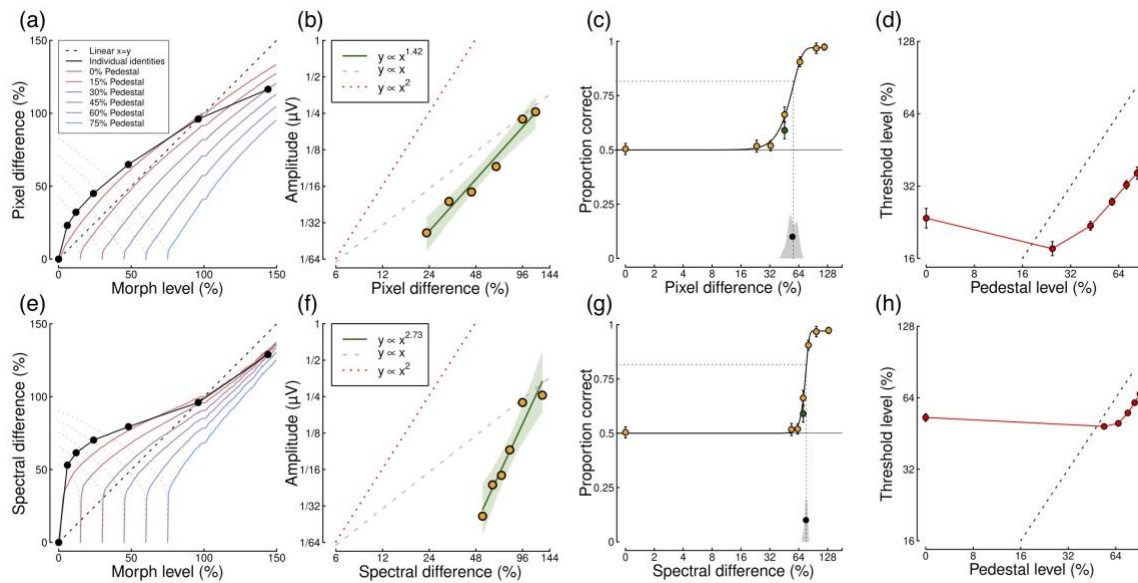 (a)
Pixel difference (%)
150
100
50
0
Linear x=y
Individual identities
0% Pedestal
15% Pedestal
30% Pedestal
45% Pedestal
60% Pedestal
75% Pedestal
0 50 100 150
Morph level (%)
(b)
Amplitude (µV)
1
1/2
1/4
1/8
1/16
1/32
1/64
y ∝ x^1.42
y ∝ x
y ∝ x^2
6 12 24 48 96 144
Pixel difference (%)
(c)
Proportion correct
1
0.75
0.5
0.25
0
0 2 4 8 16 32 64 128
Pixel difference (%)
(d)
Threshold level (%)
128
64
32
16
0 16 32 64
Pedestal level (%)
(e)
Spectral difference (%)
150
100
50
0
0 50 100 150
Morph level (%)
(f)
Amplitude (µV)
1
1/2
1/4
1/8
1/16
1/32
1/64
y ∝ x^2.73
y ∝ x
y ∝ x^2
6 12 24 48 96 144
Spectral difference (%)
(g)
Proportion correct
1
0.75
0.5
0.25
0
0 2 4 8 16 32 64 128
Spectral difference (%)
(h)
Threshold level (%)
128
64
32
16
0 16 32 64
Pedestal level (%)